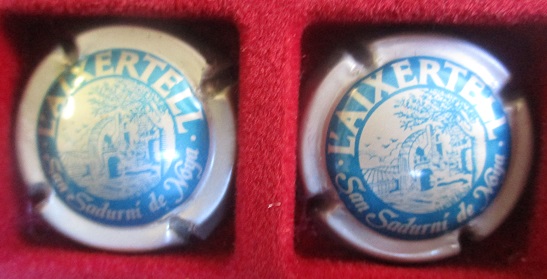 L'AIXERTELL
San Sadurní de Noya
L'AIXERTELL
San Sadurní de Noya